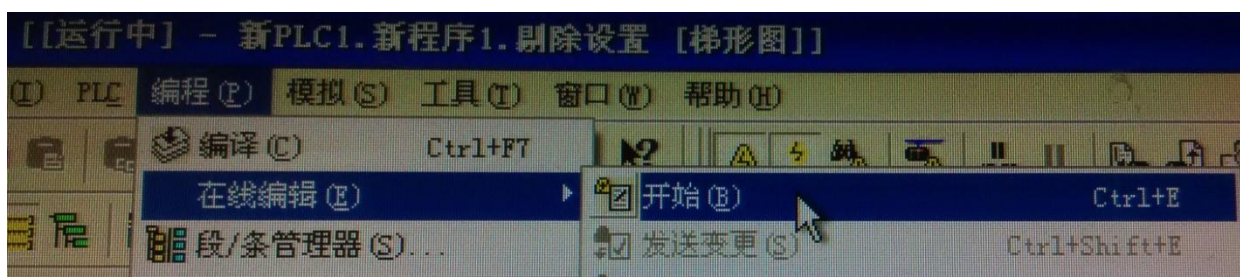 [[运行中] - 新PLC1.新程序1.剔除设置 [梯形图]]
(I) PLC 编程(P) 模拟(S) 工具(T) 窗口(W) 帮助(H)
编译(C) Ctrl+F7
在线编辑(E) 开始(B) Ctrl+E
段/条管理器(S)... 发送变更(S) Ctrl+Shift+E